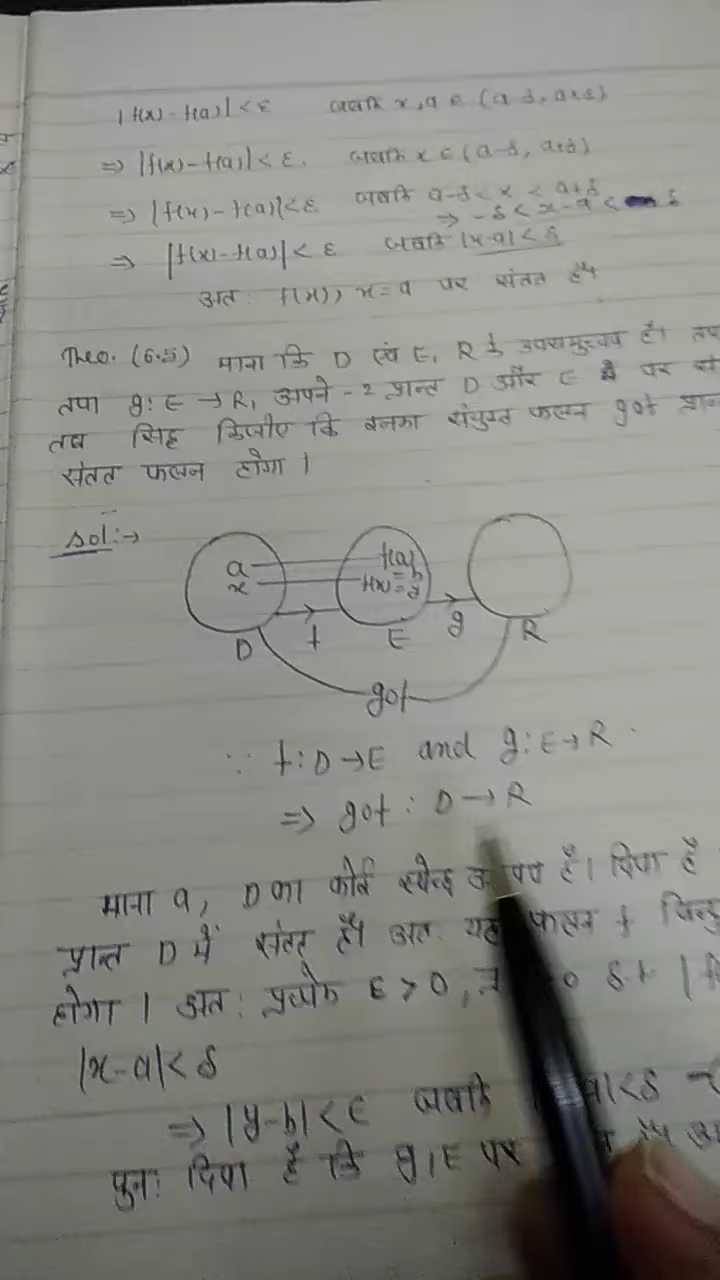 |f(x) - f(a)| < ε जबकि x, a ∈ (a-δ, a+δ)
⇒ |f(x) - f(a)| < ε, जबकि x ∈ (a-δ, a+δ)
⇒ |f(x) - f(a)| < ε जबकि a-δ < x < a+δ
⇒ -δ < x-a < δ
⇒ |f(x) - f(a)| < ε जबकि |x-a| < δ
अतः f(x), x=a पर संतत है।
Theo. (6.5) माना कि D एवं E, R के उपसमुच्चय है।
तथा g: E → R, अपने -2 प्रान्त D और E पर
तब सिद्ध कीजीए कि इनका संयुक्त फलन gof
संतत फलन होगा।
Sol:→
a f(a)=b
x f(x)=y
f g
D E R
gof
∵ f: D → E and g: E → R
⇒ gof : D → R
माना a, D का कोई है। दिया है
प्रान्त D में संतत है। अतः यह फलन f
होगा। अतः प्रत्येक ε > 0, s.t
|x-a| < δ
⇒ |y-b| < ε जबकि a| < δ
पुनः दिया है कि g, E पर